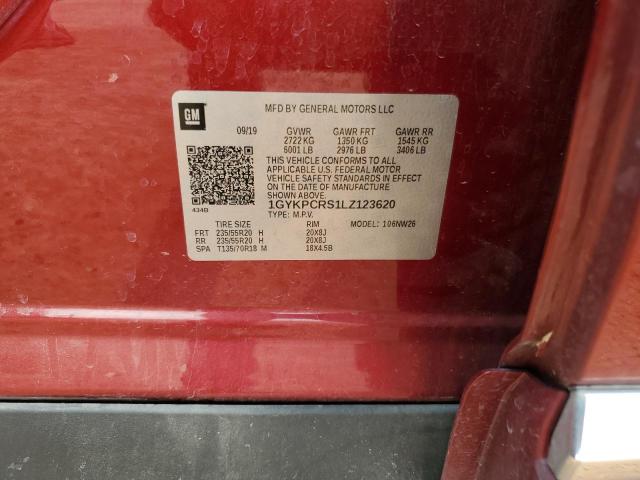 GM
MFD BY GENERAL MOTORS LLC
09/19 GVWR GAWR FRT GAWR RR
2722 KG 1350 KG 1545 KG
6001 LB 2976 LB 3406 LB
THIS VEHICLE CONFORMS TO ALL
APPLICABLE U.S. FEDERAL MOTOR
VEHICLE SAFETY STANDARDS IN EFFECT
ON THE DATE OF MANUFACTURE
SHOWN ABOVE.
1GYKPCRS1LZ123620
434B TYPE: M.P.V.
TIRE SIZE RIM MODEL: 106NW26
FRT 235/55R20 H 20X8J
RR 235/55R20 H 20X8J
SPA T135/70R18 M 18X4.5B